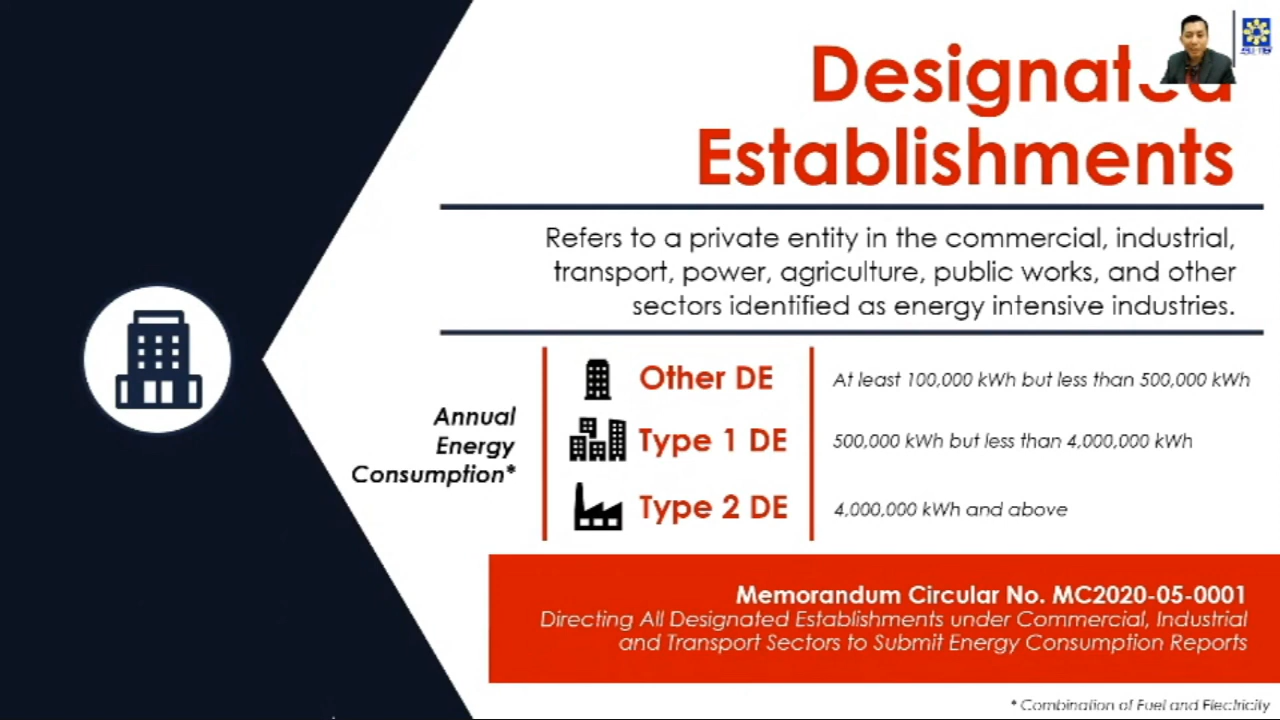 Designated
Establishments
Refers to a private entity in the commercial, industrial,
transport, power, agriculture, public works, and other
sectors identified as energy intensive industries.
Annual
Energy
Consumption*
Other DE
At least 100,000 kWh but less than 500,000 kWh
Type 1 DE
500,000 kWh but less than 4,000,000 kWh
Type 2 DE
4,000,000 kWh and above
Memorandum Circular No. MC2020-05-0001
Directing All Designated Establishments under Commercial, Industrial
and Transport Sectors to Submit Energy Consumption Reports
* Combination of Fuel and Electricity